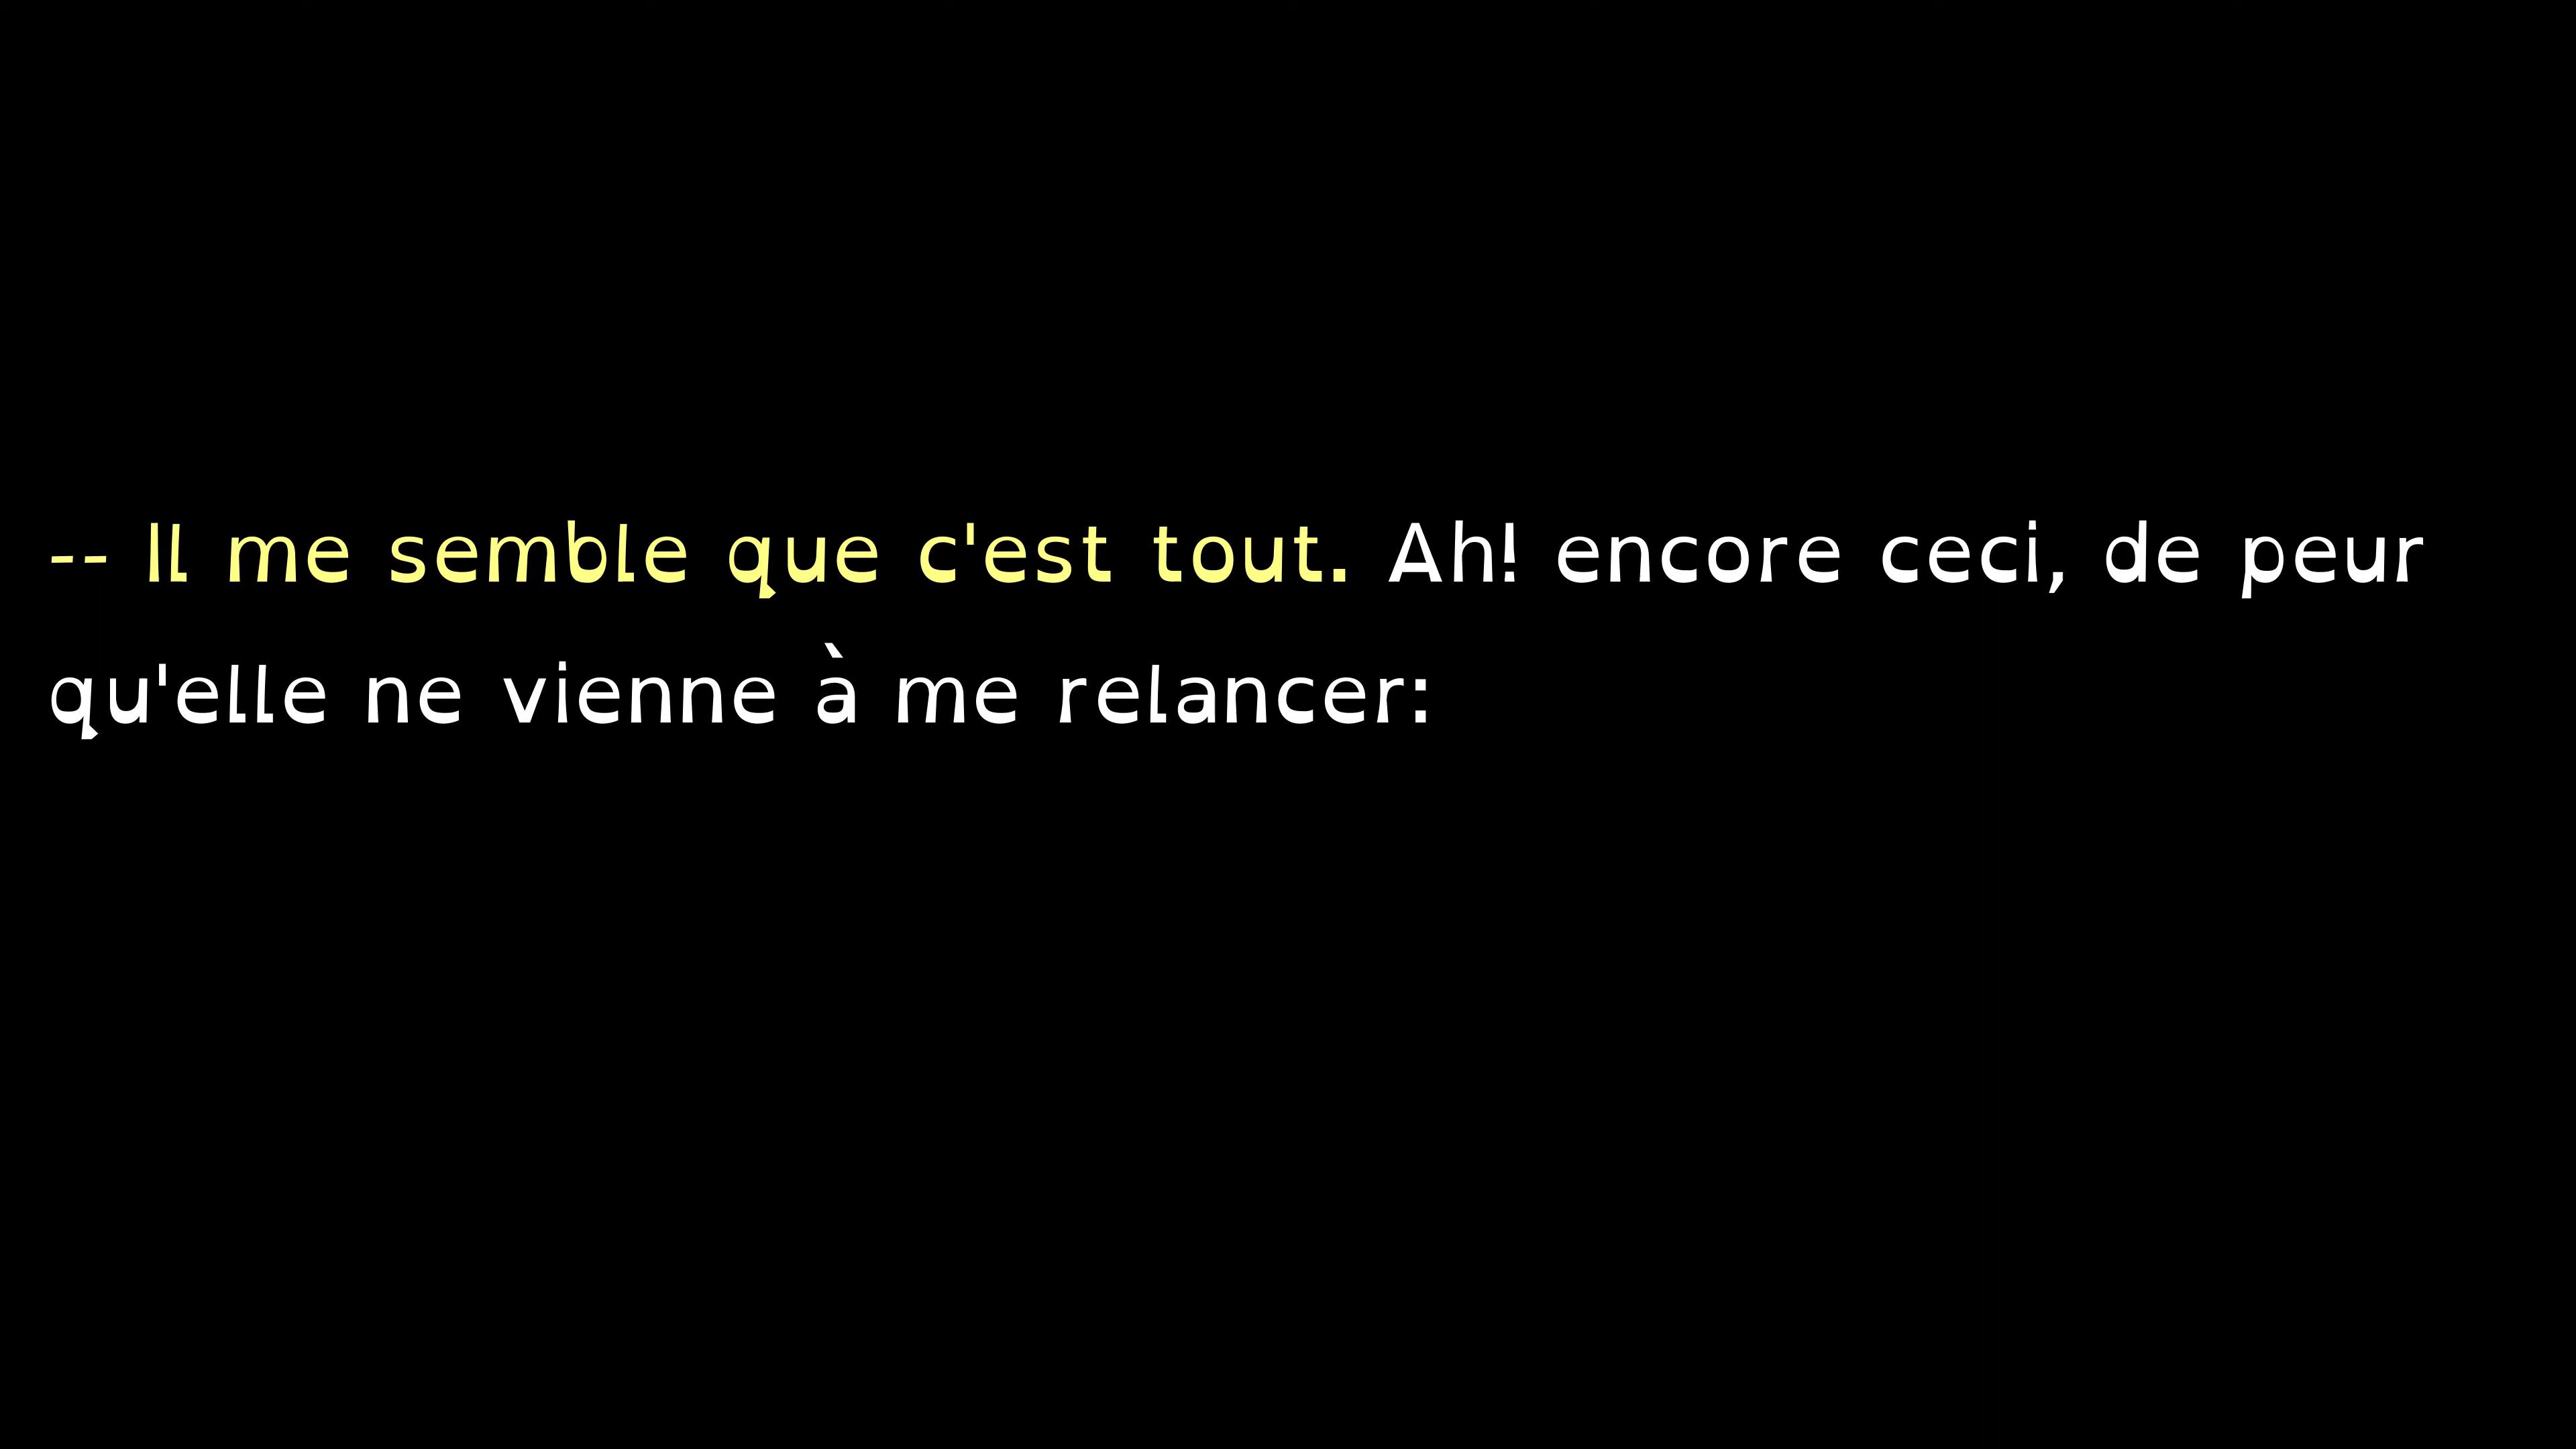 -- Il me semble que c'est tout. Ah! encore ceci, de peur
qu'elle ne vienne à me relancer: